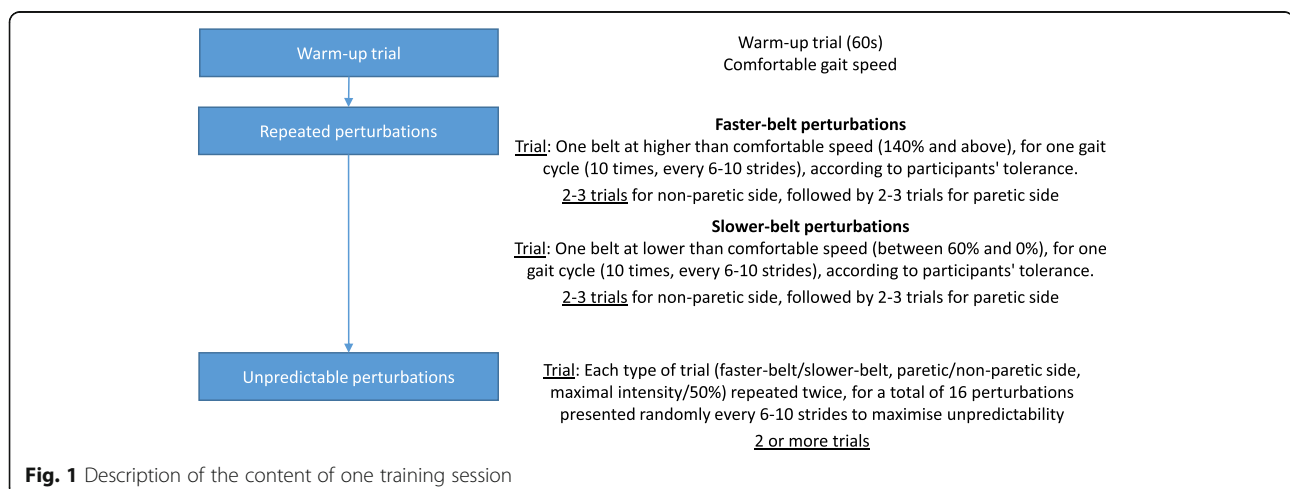 Warm-up trial
Warm-up trial (60s)
Comfortable gait speed
Repeated perturbations
Faster-belt perturbations
Trial: One belt at higher than comfortable speed (140% and above), for one gait
cycle (10 times, every 6-10 strides), according to participants' tolerance.
2-3 trials for non-paretic side, followed by 2-3 trials for paretic side
Slower-belt perturbations
Trial: One belt at lower than comfortable speed (between 60% and 0%), for one
gait cycle (10 times, every 6-10 strides), according to participants' tolerance.
2-3 trials for non-paretic side, followed by 2-3 trials for paretic side
Unpredictable perturbations
Trial: Each type of trial (faster-belt/slower-belt, paretic/non-paretic side,
maximal intensity/50%) repeated twice, for a total of 16 perturbations
presented randomly every 6-10 strides to maximise unpredictability
2 or more trials
Fig. 1 Description of the content of one training session